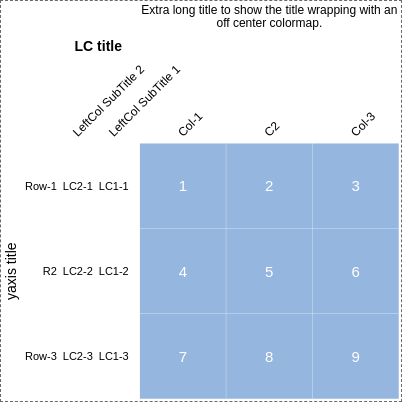 Extra long title to show the title wrapping with an
off center colormap.
LC title
LeftCol SubTitle 2
LeftCol SubTitle 1
Col-1 C2 Col-3
Row-1 LC2-1 LC1-1 1 2 3
yaxis title
R2 LC2-2 LC1-2 4 5 6
Row-3 LC2-3 LC1-3 7 8 9